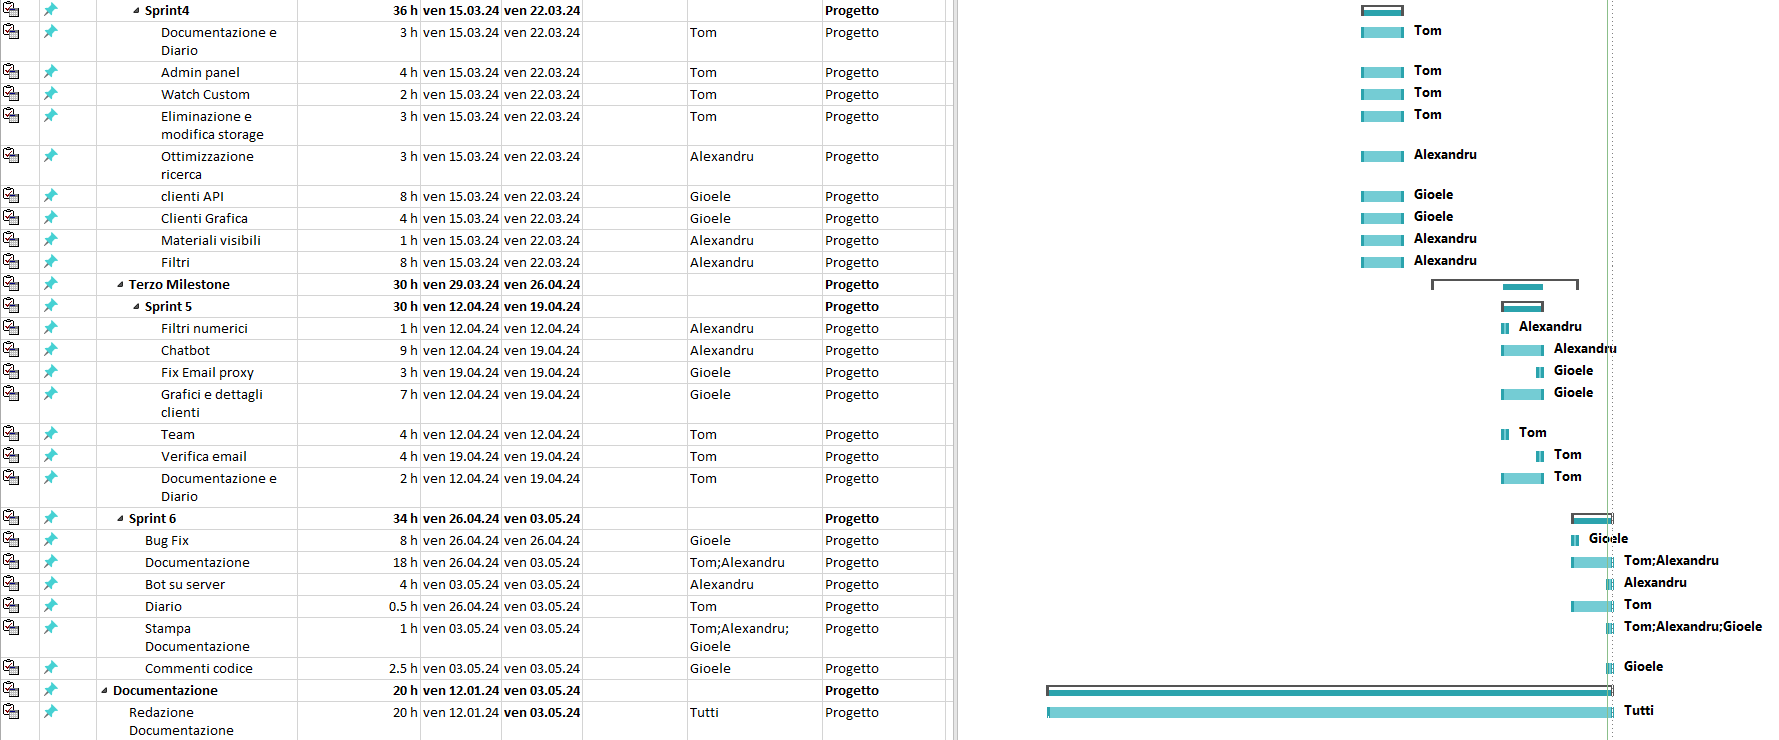 Sprint4 36 h ven 15.03.24 ven 22.03.24 Progetto
Documentazione e Diario 3 h ven 15.03.24 ven 22.03.24 Tom Progetto Tom
Admin panel 4 h ven 15.03.24 ven 22.03.24 Tom Progetto Tom
Watch Custom 2 h ven 15.03.24 ven 22.03.24 Tom Progetto Tom
Eliminazione e modifica storage 3 h ven 15.03.24 ven 22.03.24 Tom Progetto Tom
Ottimizzazione ricerca 3 h ven 15.03.24 ven 22.03.24 Alexandru Progetto Alexandru
clienti API 8 h ven 15.03.24 ven 22.03.24 Gioele Progetto Gioele
Clienti Grafica 4 h ven 15.03.24 ven 22.03.24 Gioele Progetto Gioele
Materiali visibili 1 h ven 15.03.24 ven 22.03.24 Alexandru Progetto Alexandru
Filtri 8 h ven 15.03.24 ven 22.03.24 Alexandru Progetto Alexandru
Terzo Milestone 30 h ven 29.03.24 ven 26.04.24 Progetto
Sprint 5 30 h ven 12.04.24 ven 19.04.24 Progetto
Filtri numerici 1 h ven 12.04.24 ven 12.04.24 Alexandru Progetto Alexandru
Chatbot 9 h ven 12.04.24 ven 19.04.24 Alexandru Progetto Alexandru
Fix Email proxy 3 h ven 19.04.24 ven 19.04.24 Gioele Progetto Gioele
Grafici e dettagli clienti 7 h ven 12.04.24 ven 19.04.24 Gioele Progetto Gioele
Team 4 h ven 12.04.24 ven 12.04.24 Tom Progetto Tom
Verifica email 4 h ven 19.04.24 ven 19.04.24 Tom Progetto Tom
Documentazione e Diario 2 h ven 12.04.24 ven 19.04.24 Tom Progetto Tom
Sprint 6 34 h ven 26.04.24 ven 03.05.24 Progetto
Bug Fix 8 h ven 26.04.24 ven 26.04.24 Gioele Progetto Gioele
Documentazione 18 h ven 26.04.24 ven 03.05.24 Tom;Alexandru Progetto Tom;Alexandru
Bot su server 4 h ven 03.05.24 ven 03.05.24 Alexandru Progetto Alexandru
Diario 0.5 h ven 26.04.24 ven 03.05.24 Tom Progetto Tom
Stampa Documentazione 1 h ven 03.05.24 ven 03.05.24 Tom;Alexandru; Gioele Progetto Tom;Alexandru;Gioele
Commenti codice 2.5 h ven 03.05.24 ven 03.05.24 Gioele Progetto Gioele
Documentazione 20 h ven 12.01.24 ven 03.05.24 Progetto
Redazione Documentazione 20 h ven 12.01.24 ven 03.05.24 Tutti Progetto Tutti